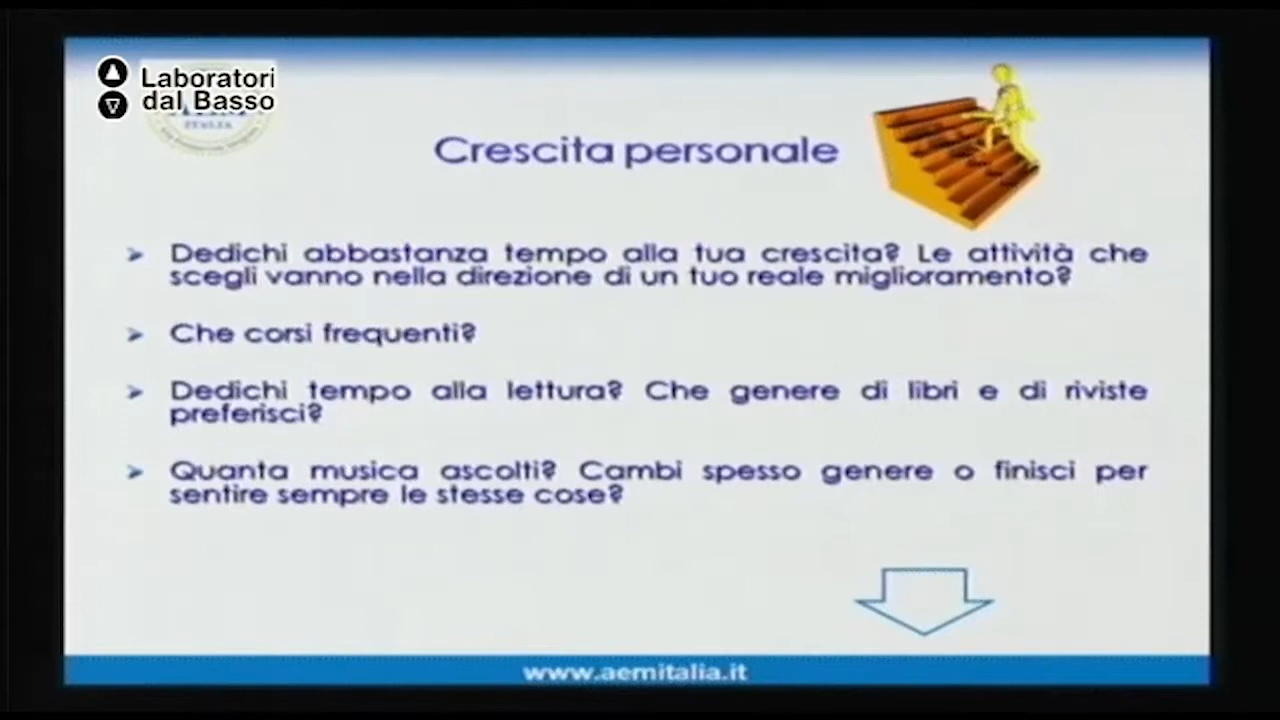 Laboratori
dal Basso
ITALIA
Crescita personale
Dedichi abbastanza tempo alla tua crescita? Le attività che
scegli vanno nella direzione di un tuo reale miglioramento?
Che corsi frequenti?
Dedichi tempo alla lettura? Che genere di libri e di riviste
preferisci?
Quanta musica ascolti? Cambi spesso genere o finisci per
sentire sempre le stesse cose?
www.aemitalia.it